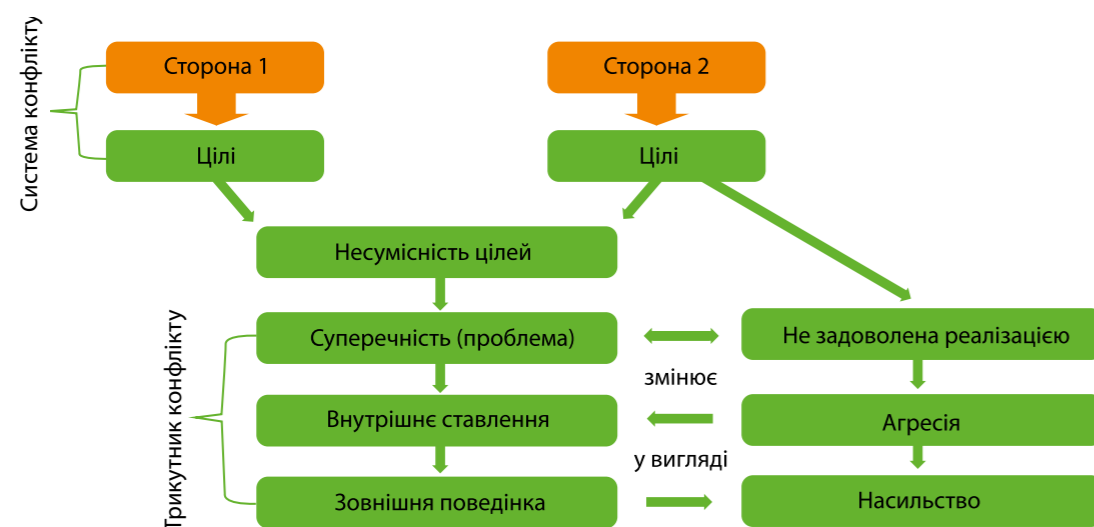 Система конфлікту
Сторона 1
Сторона 2
Цілі
Цілі
Несумісність цілей
Трикутник конфлікту
Суперечність (проблема)
Не задоволена реалізацією
змінює
Внутрішнє ставлення
Агресія
у вигляді
Зовнішня поведінка
Насильство